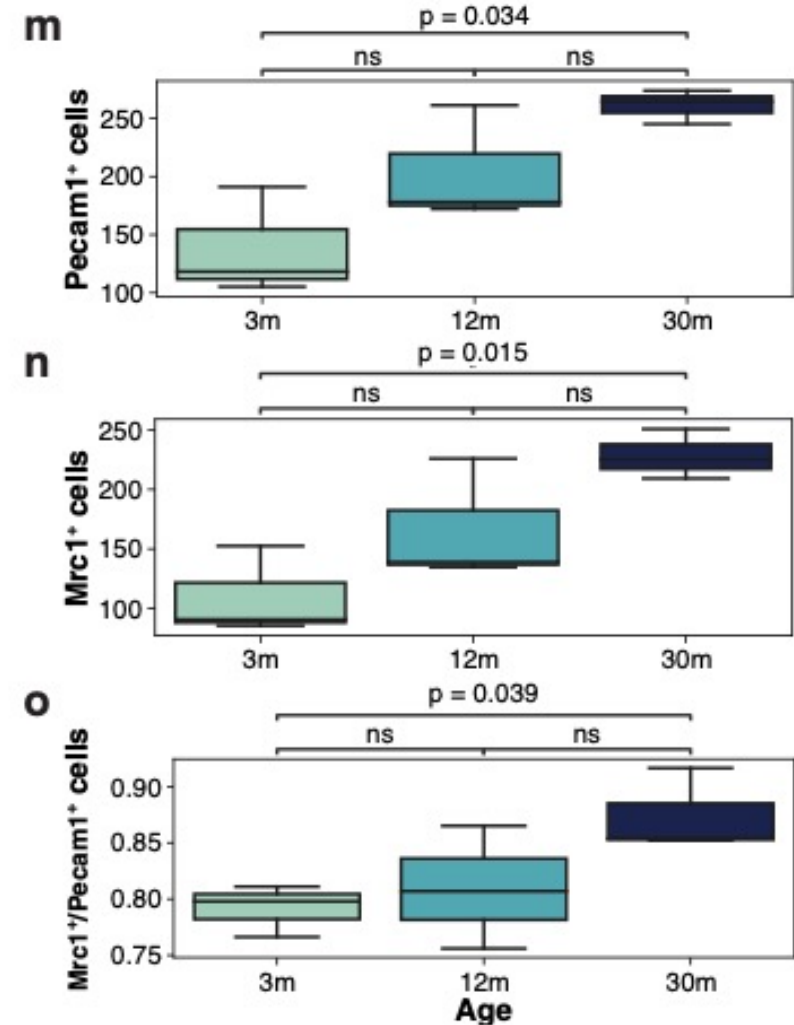 m
p = 0.034
ns ns
Pecam1⁺ cells
250
200
150
100
3m 12m 30m
n
p = 0.015
ns ns
Mrc1⁺ cells
250
200
150
100
3m 12m 30m
o
p = 0.039
ns ns
Mrc1⁺/Pecam1⁺ cells
0.90
0.85
0.80
0.75
3m 12m 30m
Age